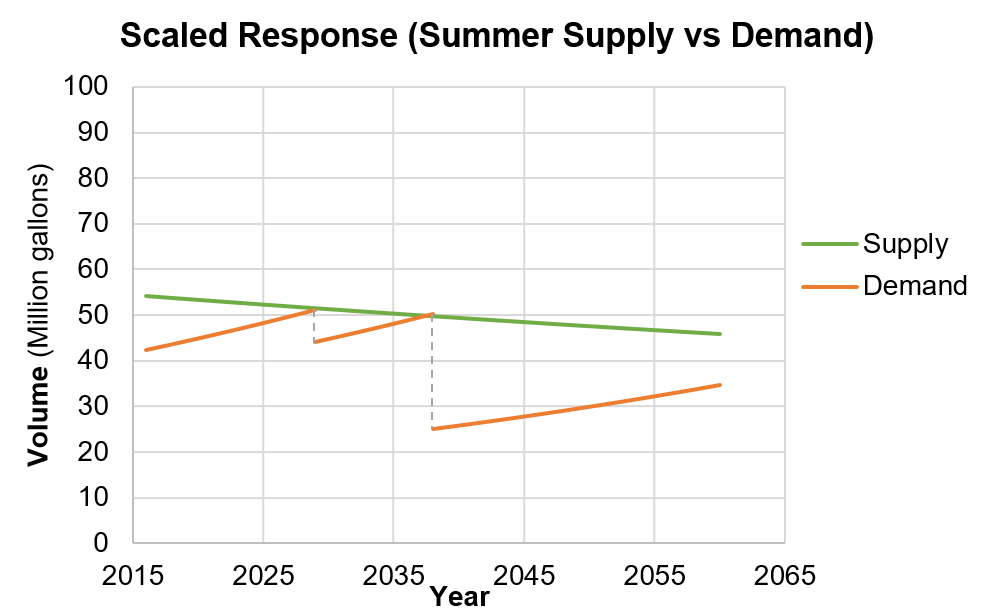 Scaled Response (Summer Supply vs Demand)
100
90
80
70
60
50
40
30
20
10
0
Volume (Million gallons)
2015 2025 2035 2045 2055 2065
Year
Supply
Demand